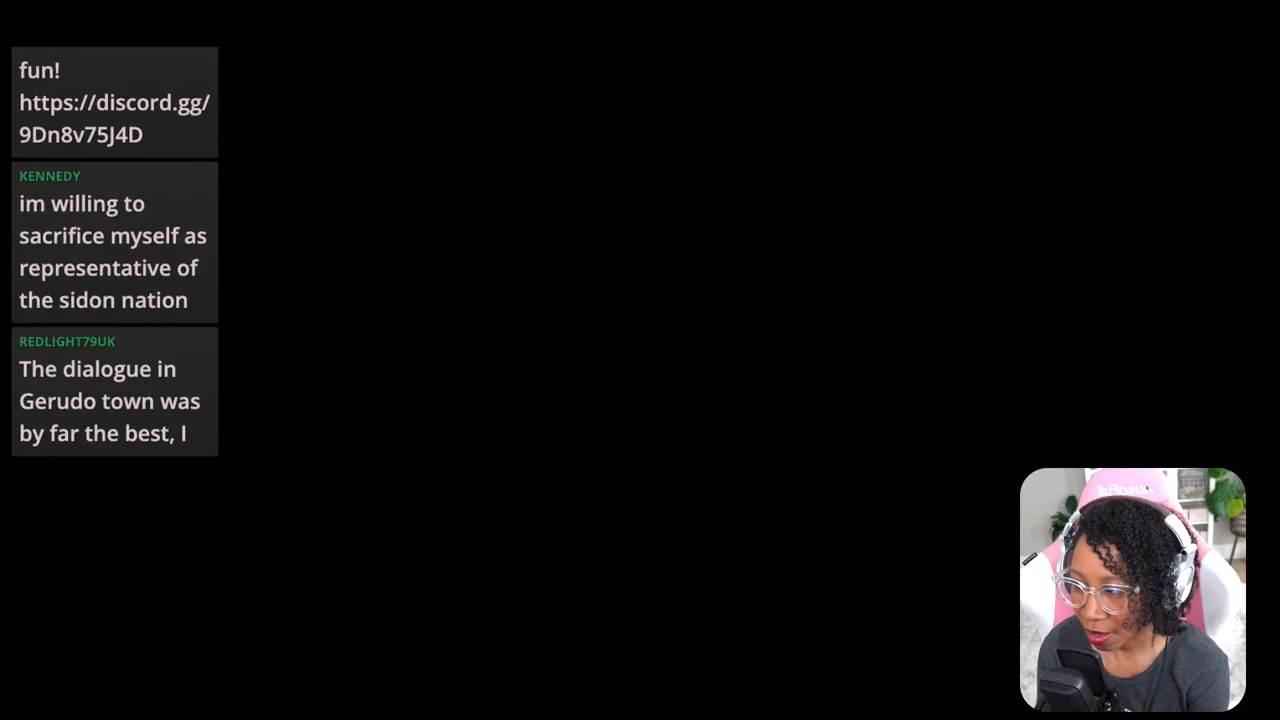 fun!
https://discord.gg/
9Dn8v75J4D
KENNEDY
im willing to
sacrifice myself as
representative of
the sidon nation
REDLIGHT79UK
The dialogue in
Gerudo town was
by far the best, I